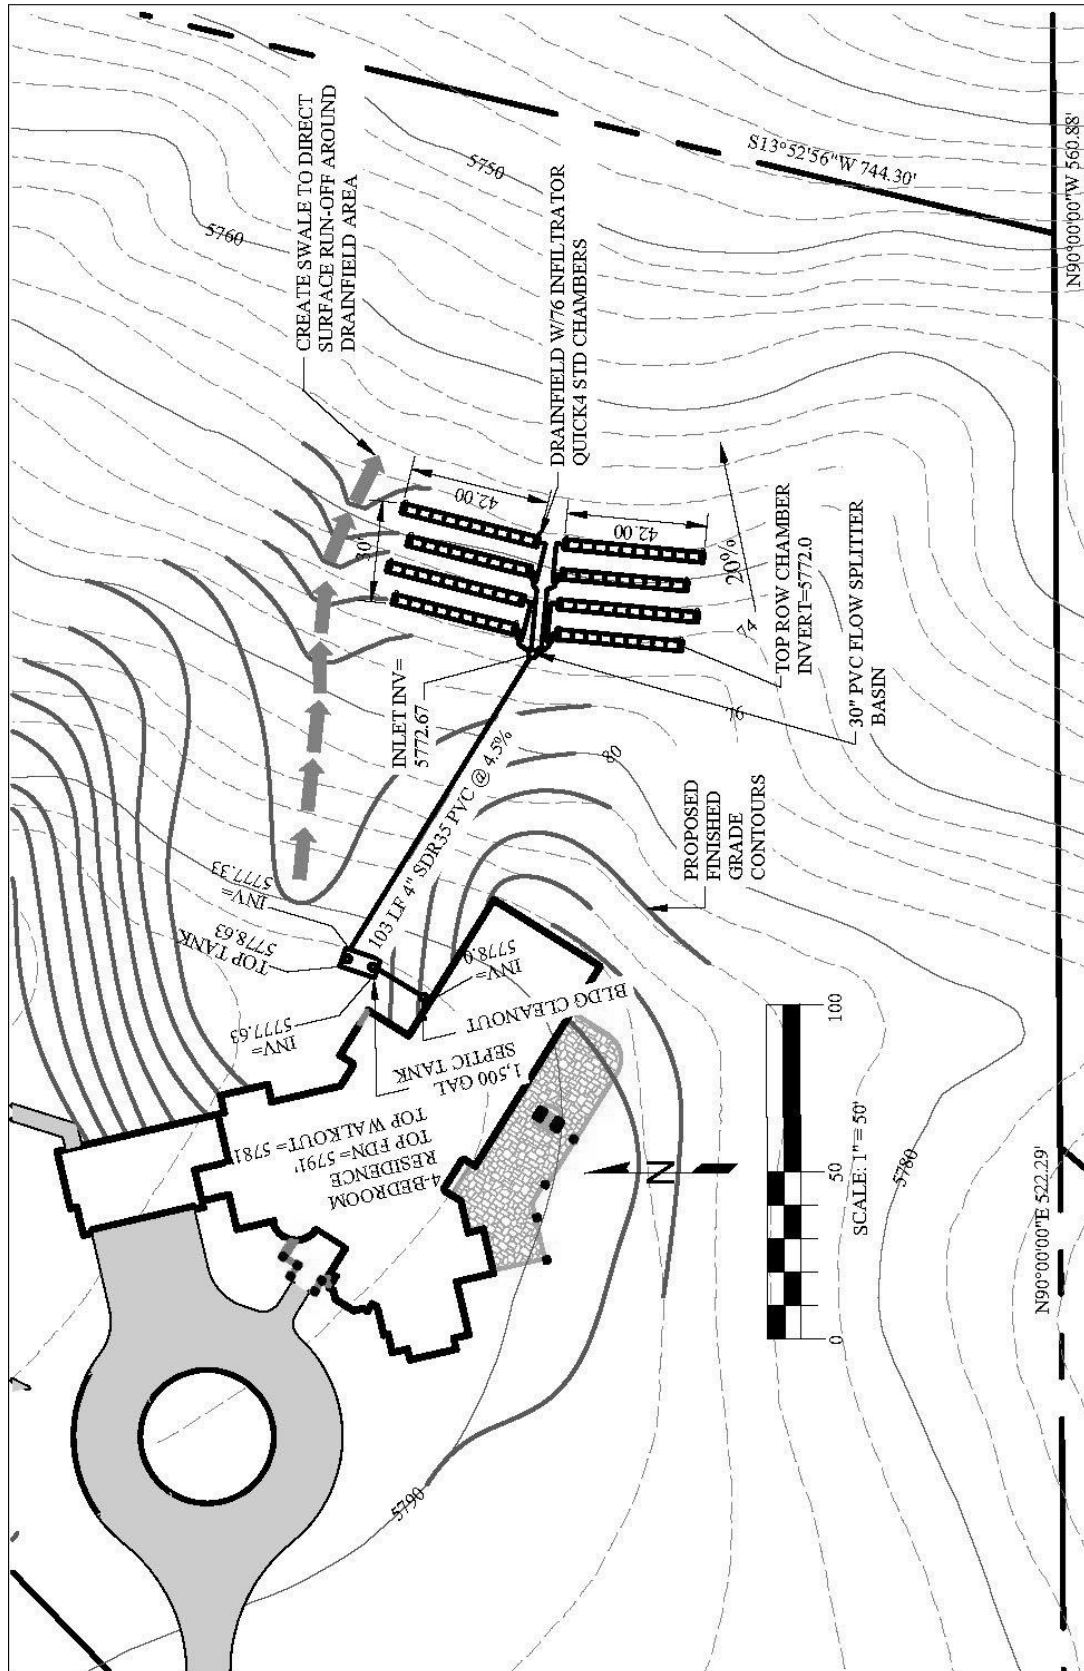 CREATE SWALE TO DIRECT
SURFACE RUN-OFF AROUND
DRAINFIELD AREA
5750
5760
S13°52'56"W 744.30'
N90°00'00"W 560.88'
DRAINFIELD W/76 INFILTRATOR
QUICK4 STD CHAMBERS
42.00
30'
42.00
20%
74
76
80
TOP ROW CHAMBER
INVERT=5772.0
30" PVC FLOW SPLITTER
BASIN
INLET INV=
5772.67
103 LF 4" SDR35 PVC @ 4.5%
PROPOSED
FINISHED
GRADE
CONTOURS
INV=
5777.33
TOP TANK
5778.63
INV=
5777.63
INV=
5778.0
BLDG CLEANOUT
1,500 GAL
SEPTIC TANK
4-BEDROOM
RESIDENCE
TOP FDN= 5791'
TOP WALKOUT= 5781'
N
0
50
100
SCALE: 1" = 50'
5780
5790
N90°00'00"E 522.29'